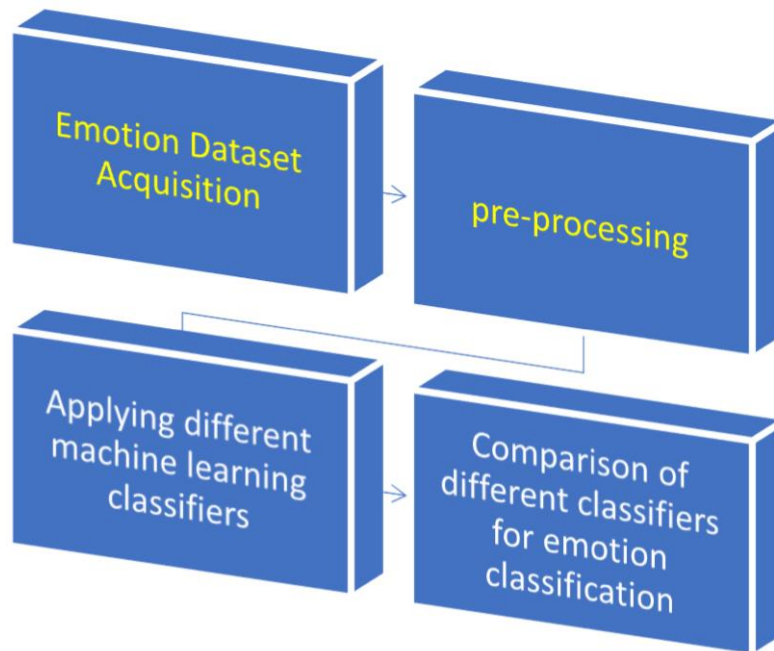 Emotion Dataset
Acquisition
pre-processing
Applying different
machine learning
classifiers
Comparison of
different classifiers
for emotion
classification